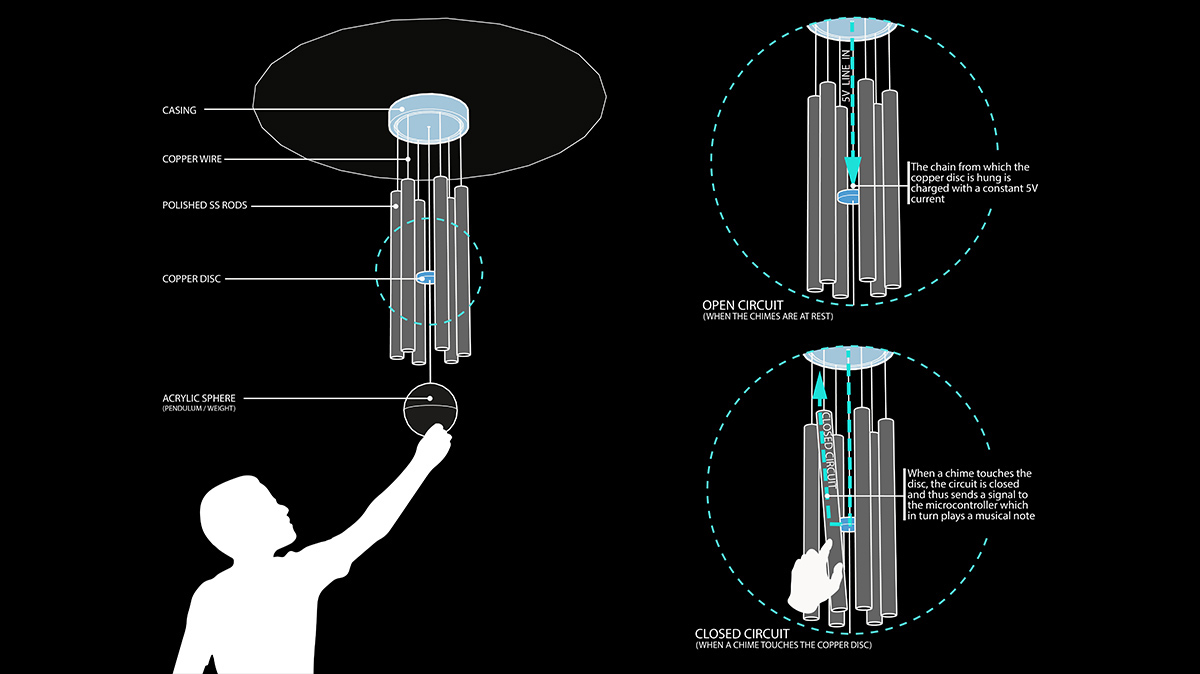 CASING
COPPER WIRE
POLISHED SS RODS
COPPER DISC
ACRYLIC SPHERE
(PENDULUM / WEIGHT)
5V LINE IN
The chain from which the
copper disc is hung is
charged with a constant 5V
current
OPEN CIRCUIT
(WHEN THE CHIMES ARE AT REST)
CLOSED CIRCUIT
When a chime touches the
disc, the circuit is closed
and thus sends a signal to
the microcontroller which
in turn plays a musical note
CLOSED CIRCUIT
(WHEN A CHIME TOUCHES THE COPPER DISC)